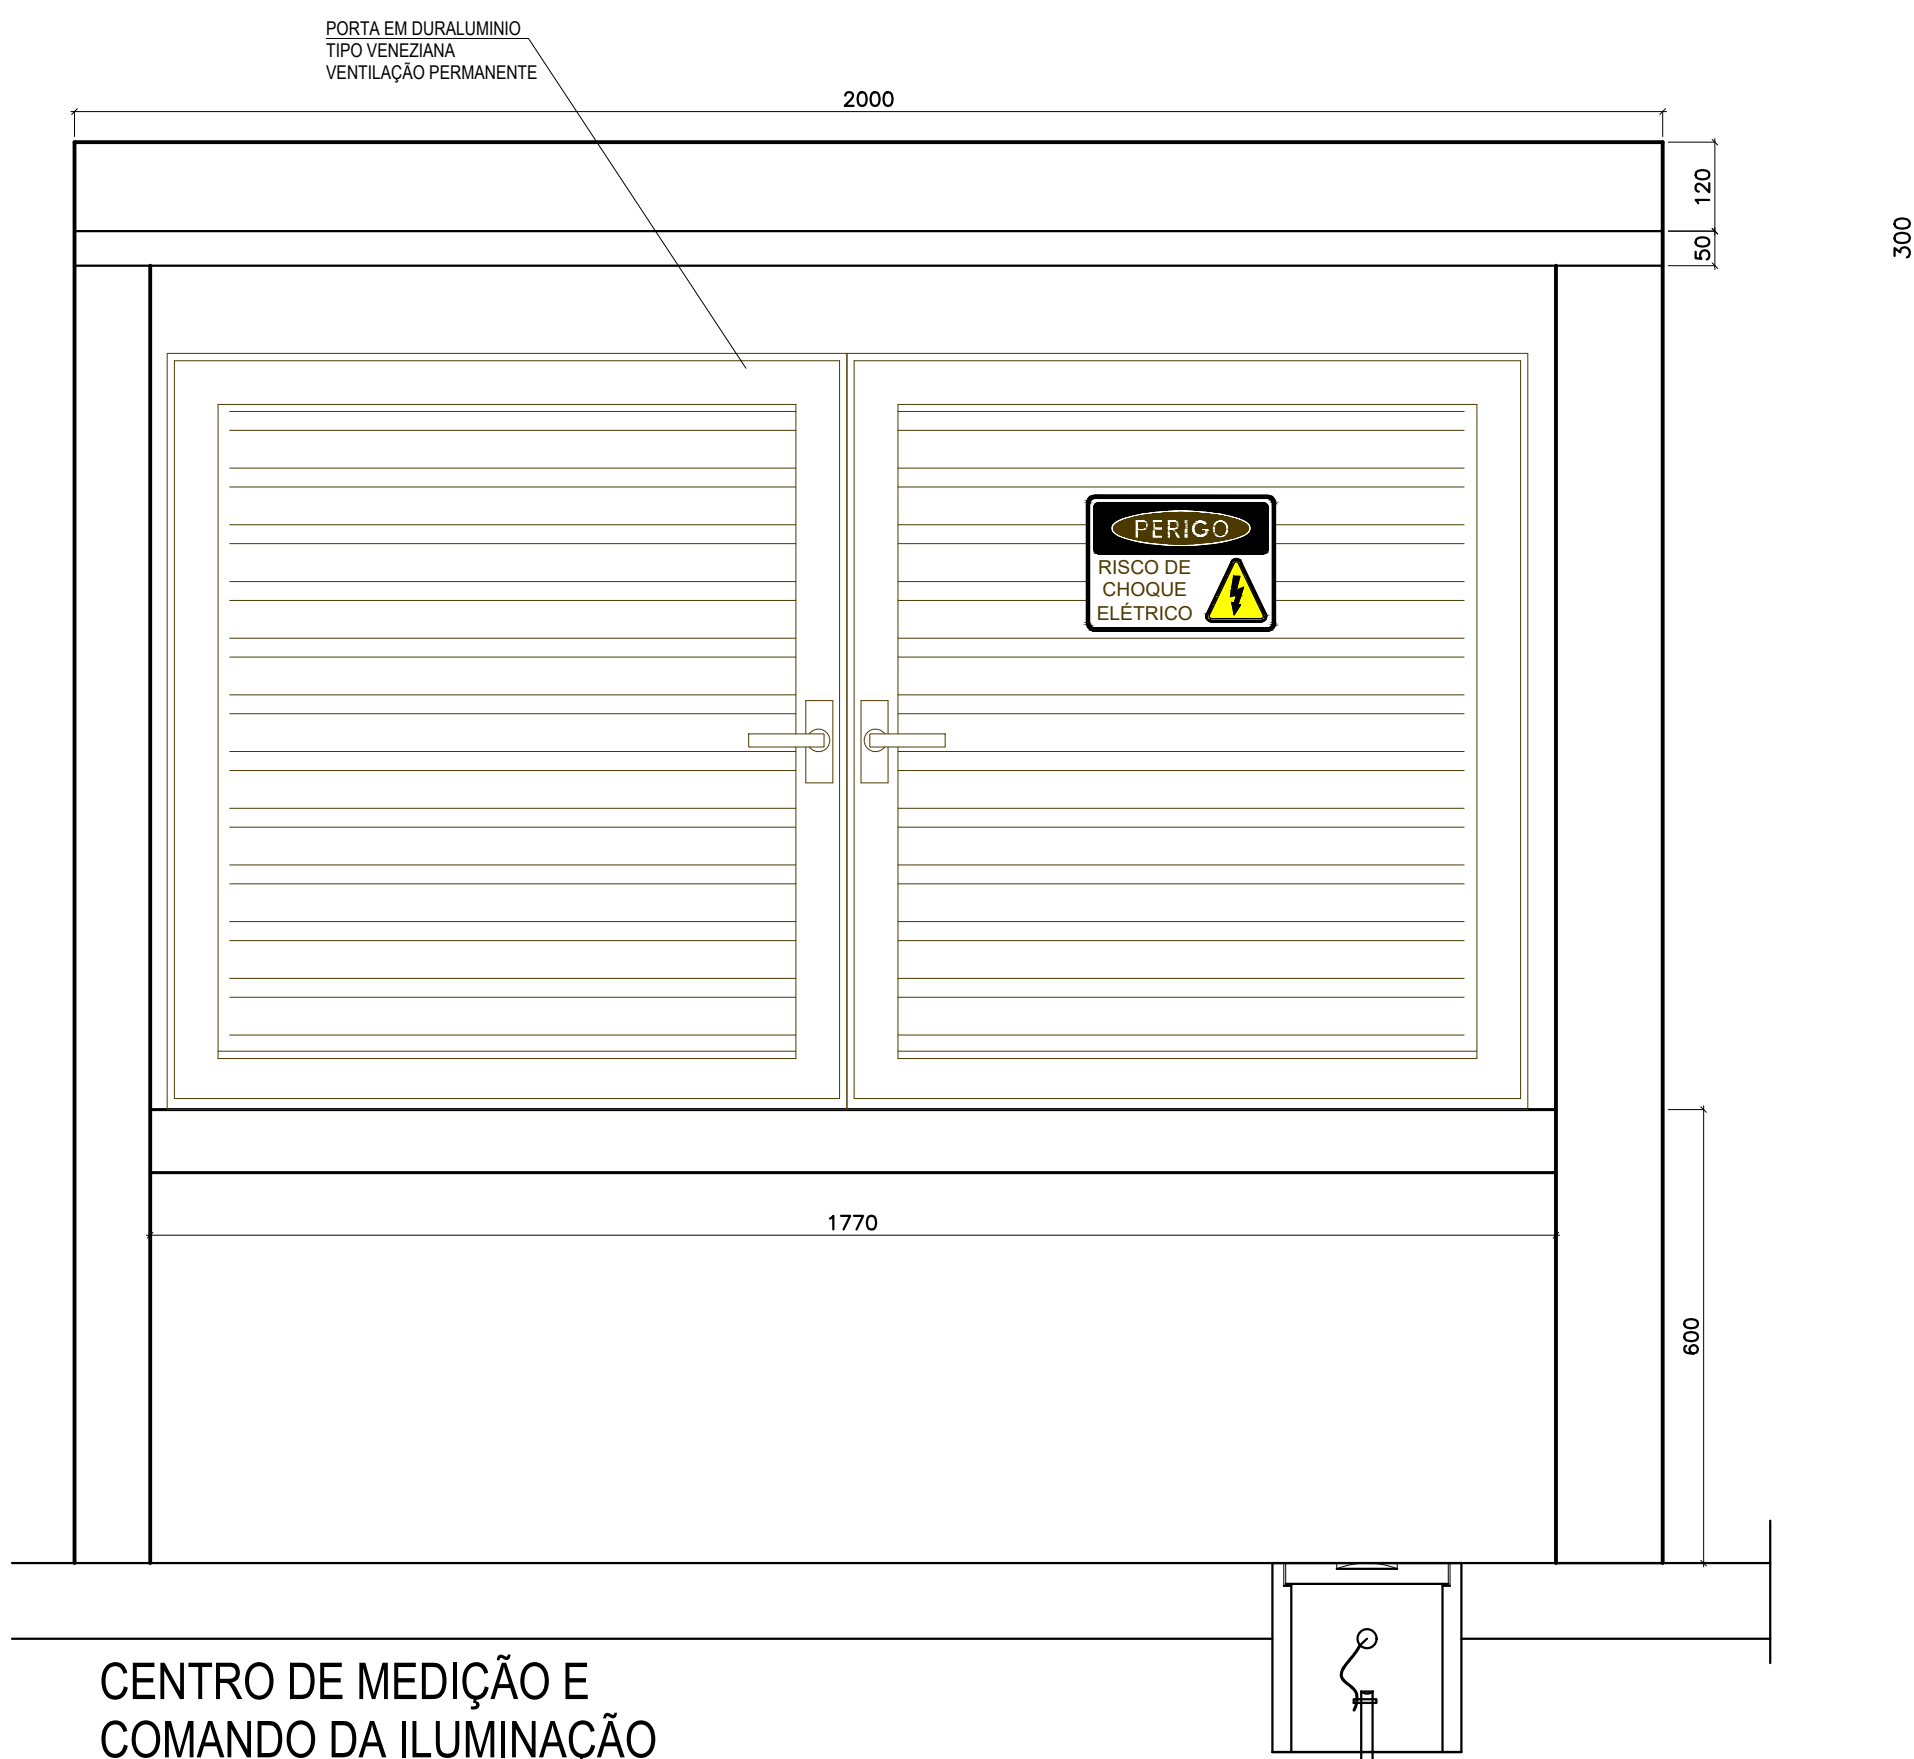 PORTA EM DURALUMINIO
TIPO VENEZIANA
VENTILAÇÃO PERMANENTE
2000
120
50
300
PERIGO
RISCO DE
CHOQUE
ELÉTRICO
1770
600
CENTRO DE MEDIÇÃO E
COMANDO DA ILUMINAÇÃO